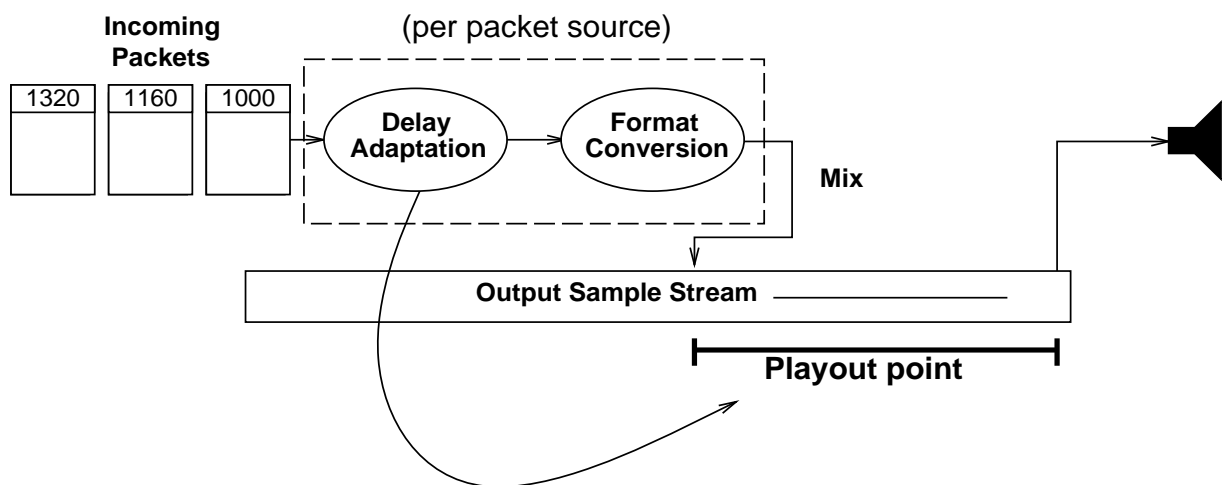 Incoming
Packets
(per packet source)
1320
1160
1000
Delay
Adaptation
Format
Conversion
Mix
Output Sample Stream
Playout point